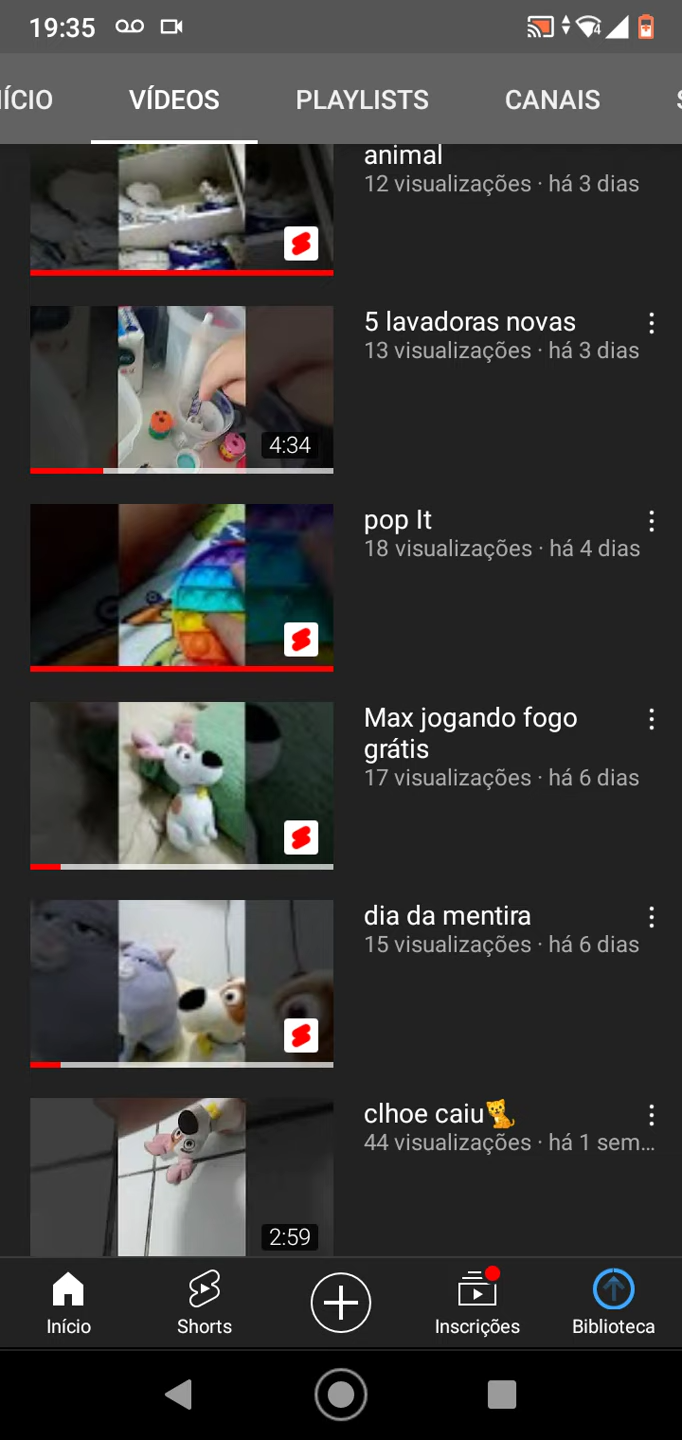 19:35
4
ÍCIO
VÍDEOS
PLAYLISTS
CANAIS
S
animal
12 visualizações · há 3 dias
5 lavadoras novas
13 visualizações · há 3 dias
4:34
pop It
18 visualizações · há 4 dias
Max jogando fogo
grátis
17 visualizações · há 6 dias
dia da mentira
15 visualizações · há 6 dias
clhoe caiu🐈
44 visualizações · há 1 sem...
2:59
Início
Shorts
Inscrições
Biblioteca